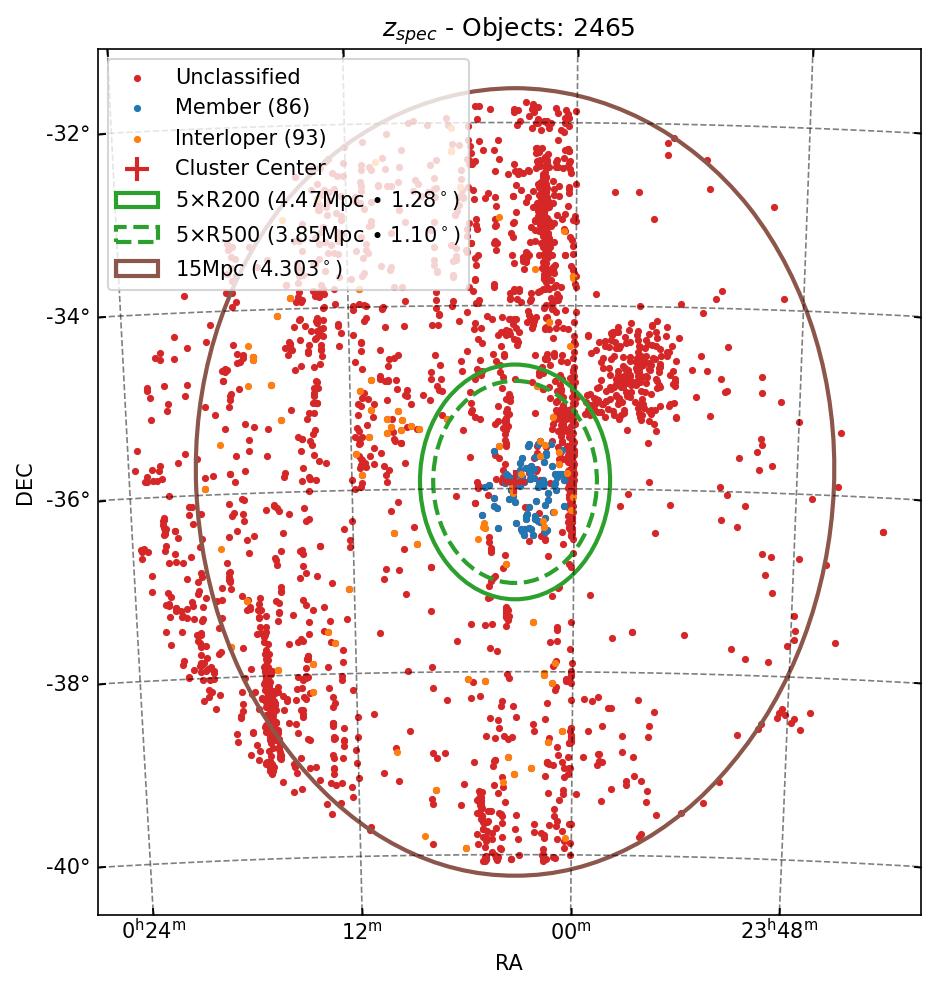 z_spec - Objects: 2465
Unclassified
Member (86)
Interloper (93)
Cluster Center
5×R200 (4.47Mpc • 1.28°)
5×R500 (3.85Mpc • 1.10°)
15Mpc (4.303°)
-32°
-34°
-36°
-38°
-40°
DEC
0ʰ24ᵐ 12ᵐ 00ᵐ 23ʰ48ᵐ
RA